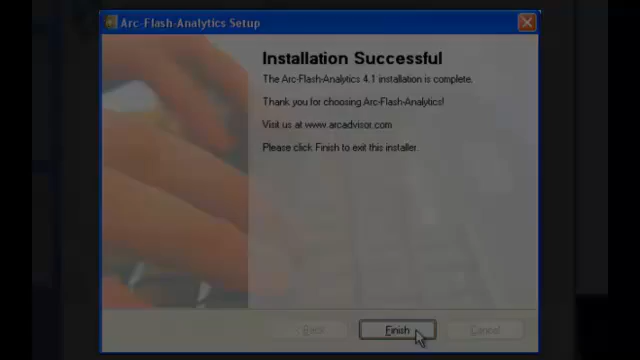 Arc-Flash-Analytics Setup
Installation Successful
The Arc-Flash-Analytics 4.1 installation is complete.
Thank you for choosing Arc-Flash-Analytics!
Visit us at www.arcadvisor.com
Please click Finish to exit this installer.
Back Finish Cancel